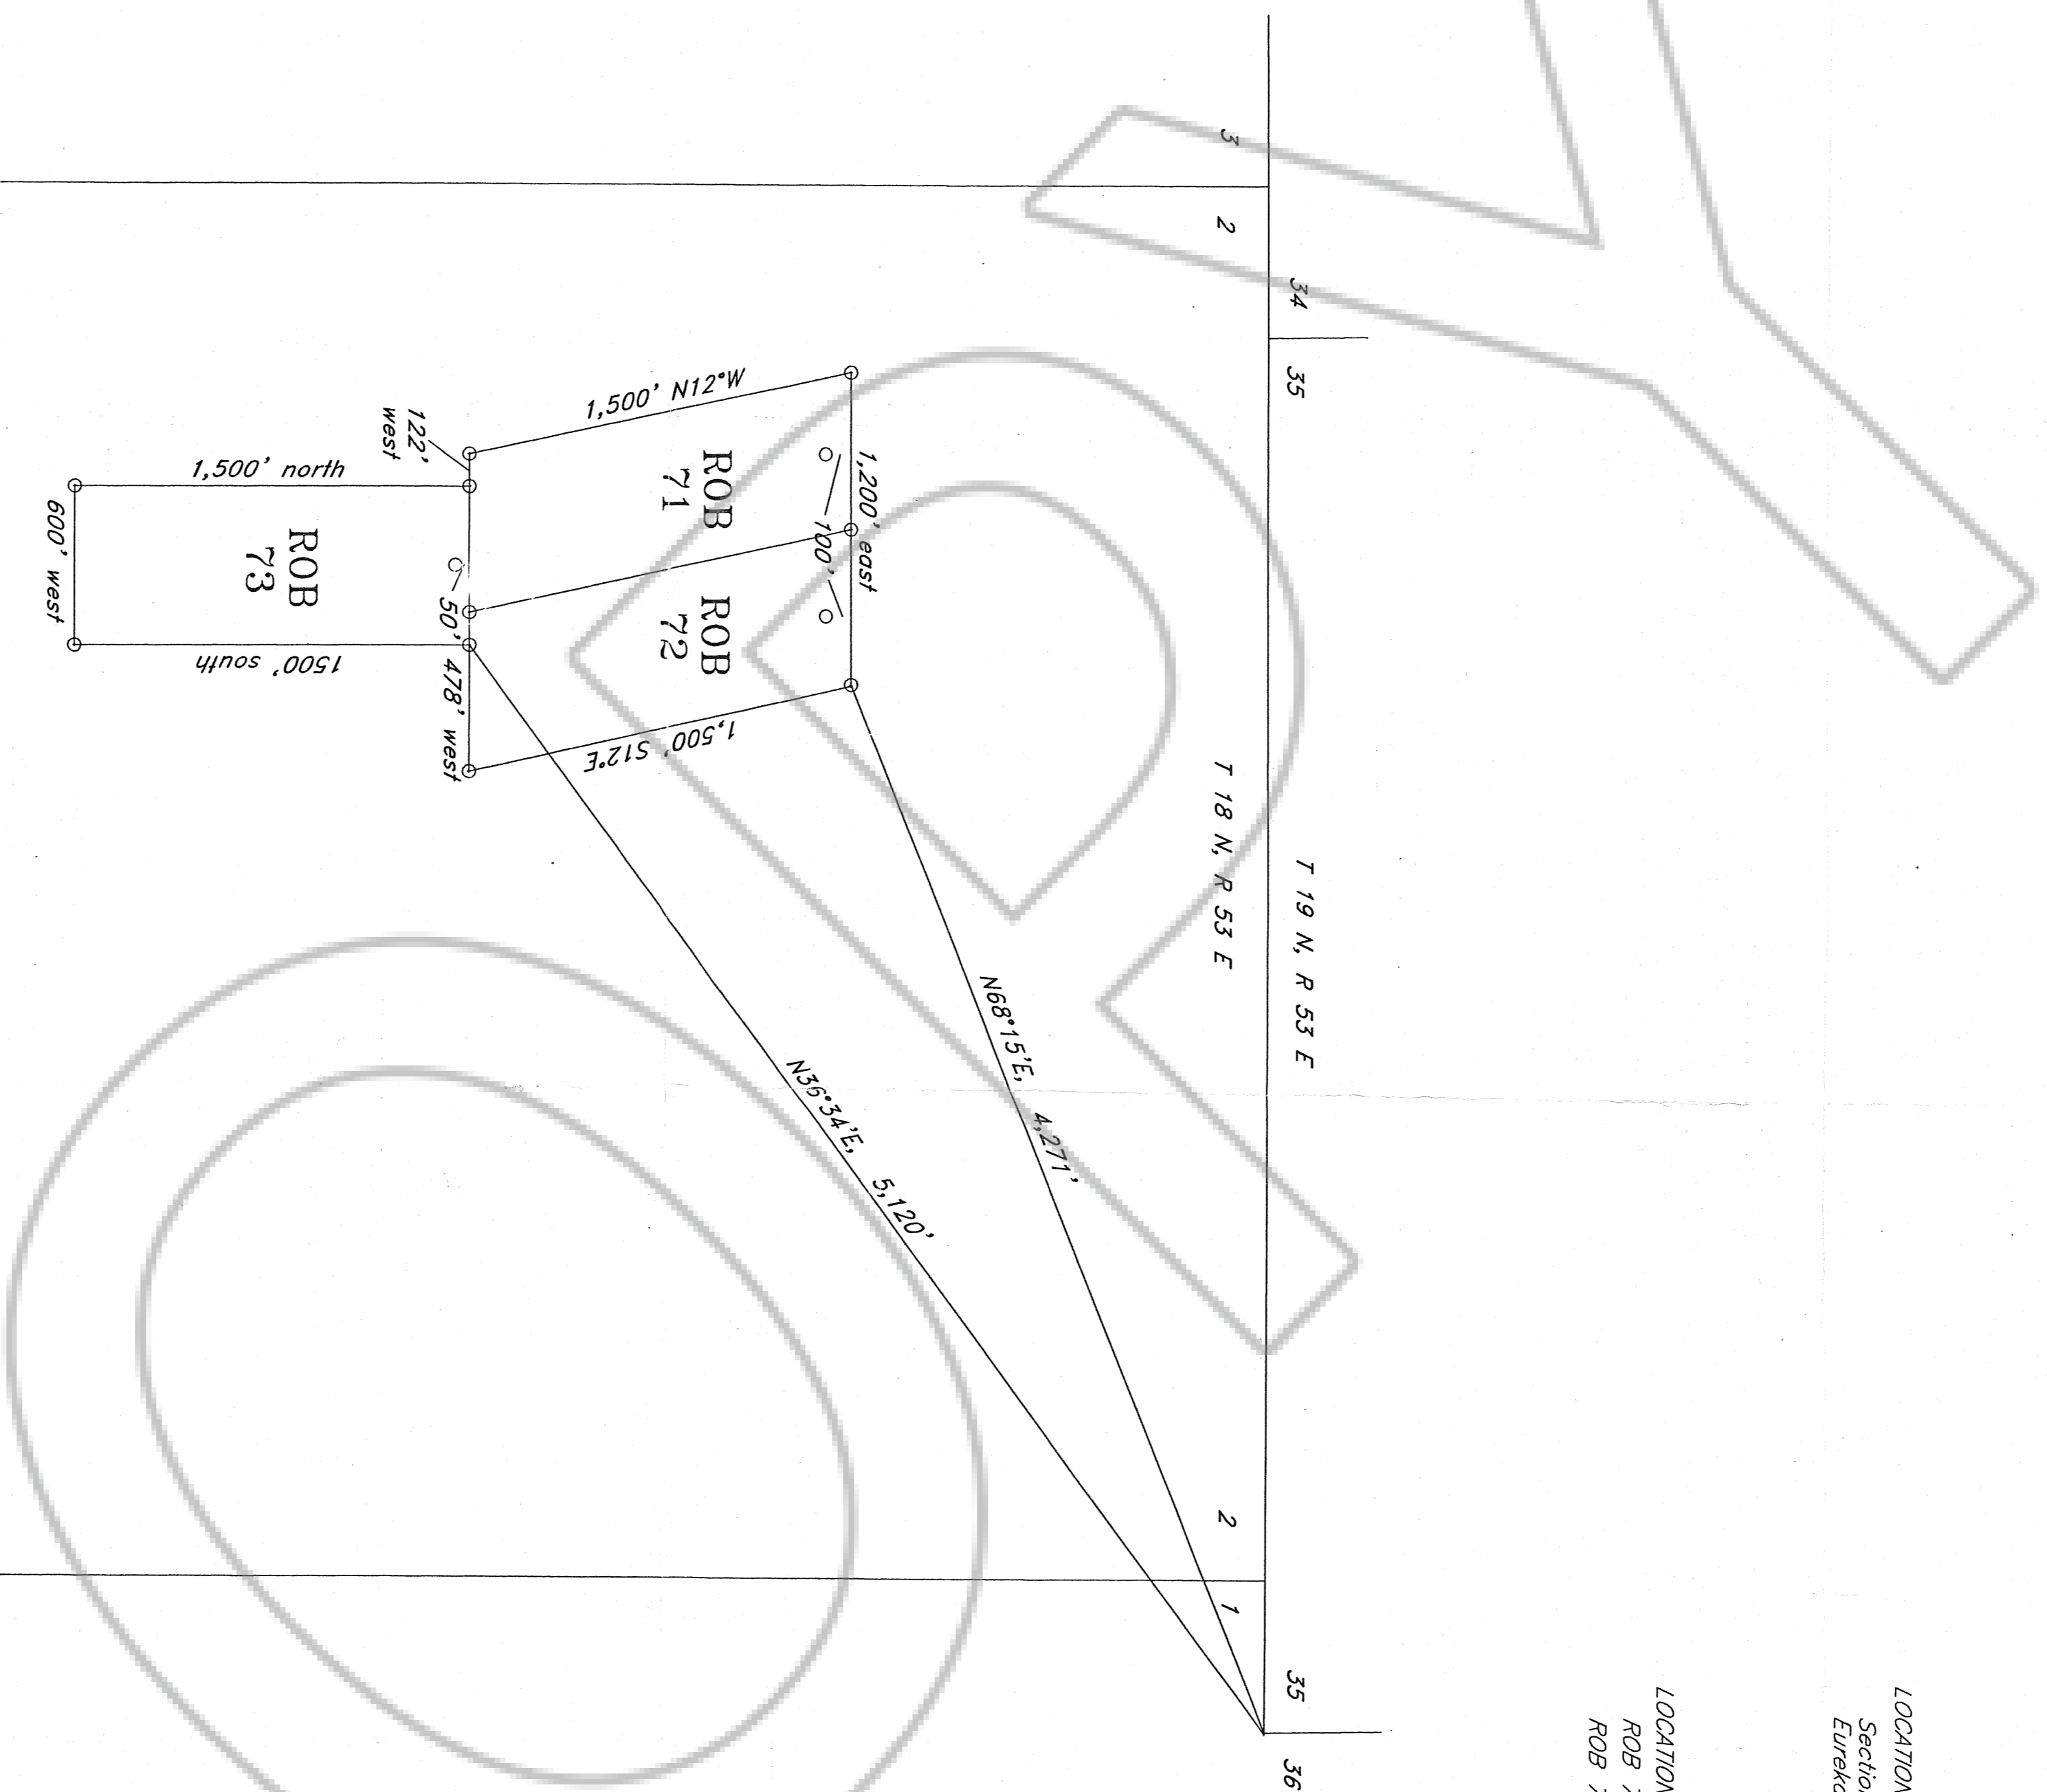 LOCATION
Section
Eureka
LOCATION
ROB
ROB
34
35
35
36
T 19 N, R 53 E
T 18 N, R 53 E
3
2
2
1
1,200' east
100'
1,500' N12°W
ROB
71
ROB
72
1,500' S12°E
N68°15'E, 4,271'
N36°34'E, 5,120'
122'
west
50'
478' west
1,500' north
ROB
73
1500' south
600' west
COPY